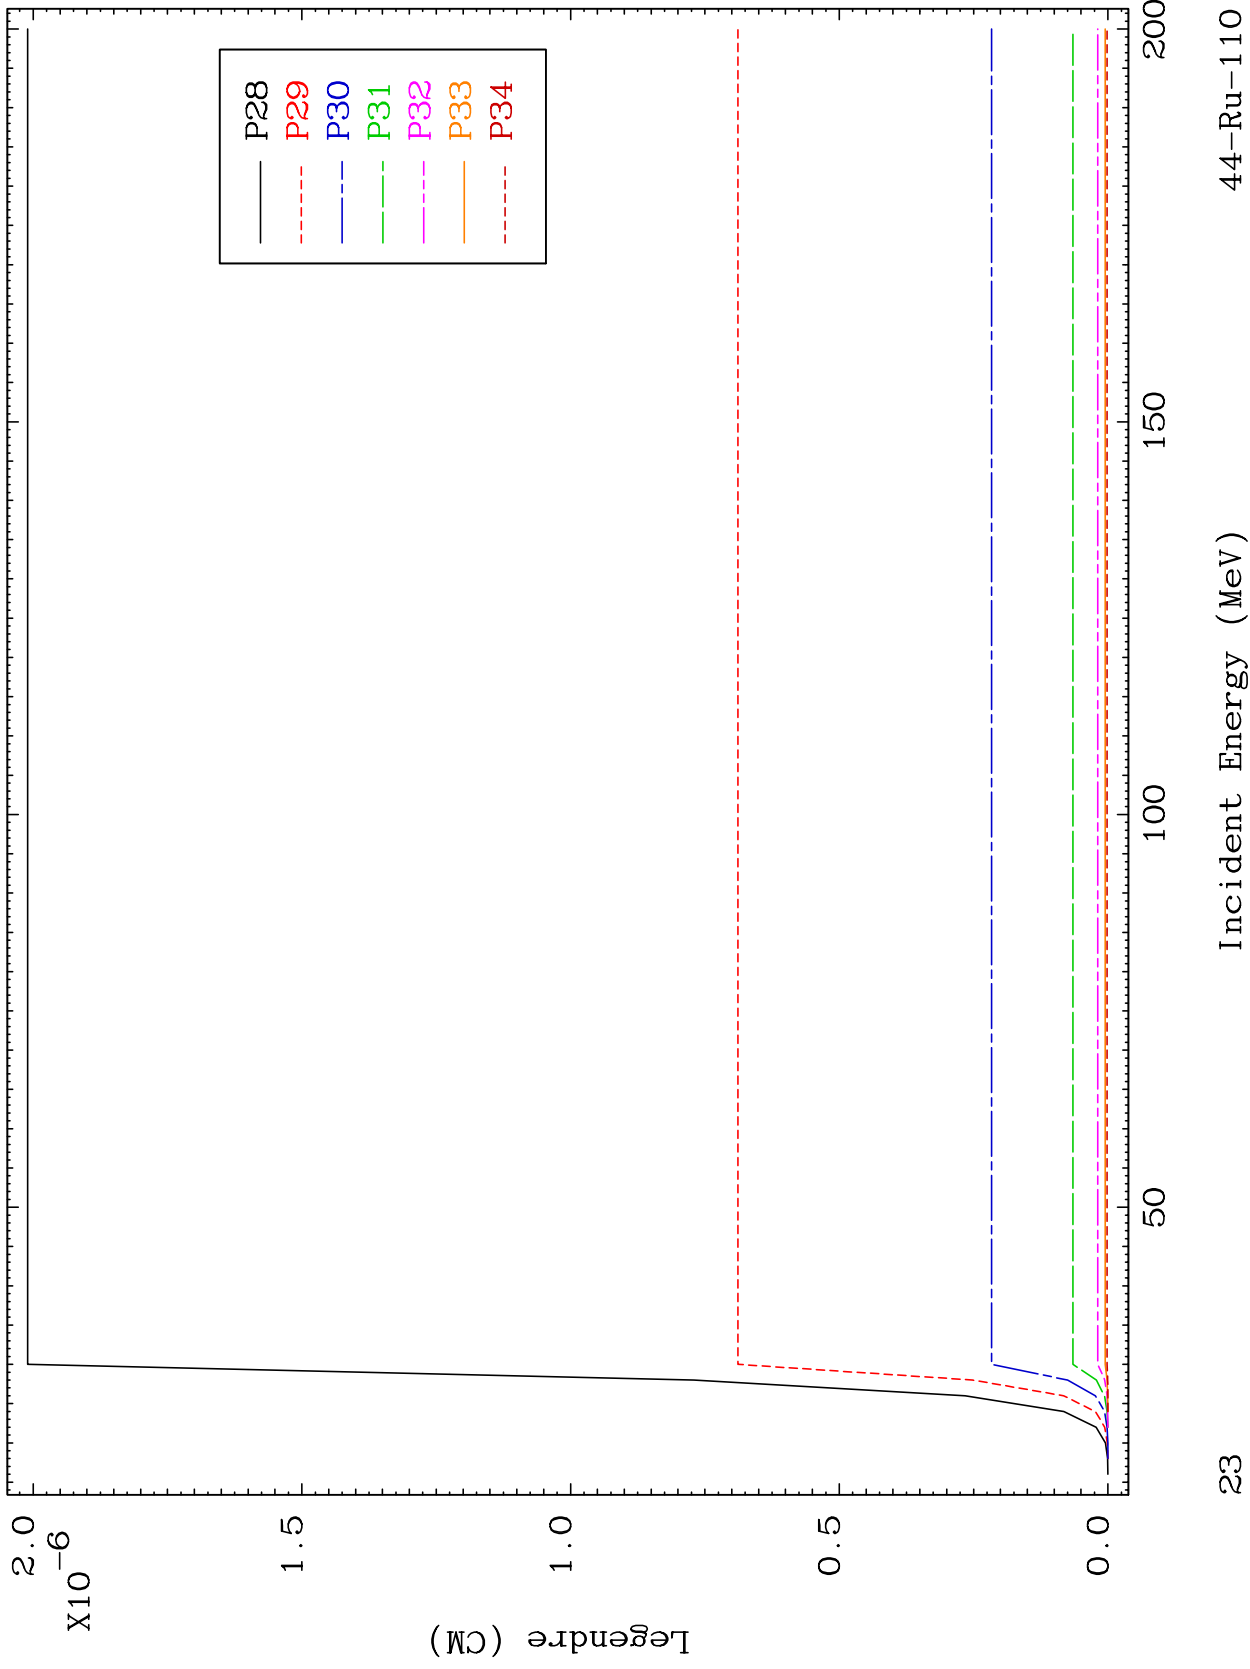 2.0
X10-6
1.5
1.0
0.5
0.0
Legendre (CM)
P28
P29
P30
P31
P32
P33
P34
50
100
150
200
Incident Energy (MeV)
23
44-Ru-110